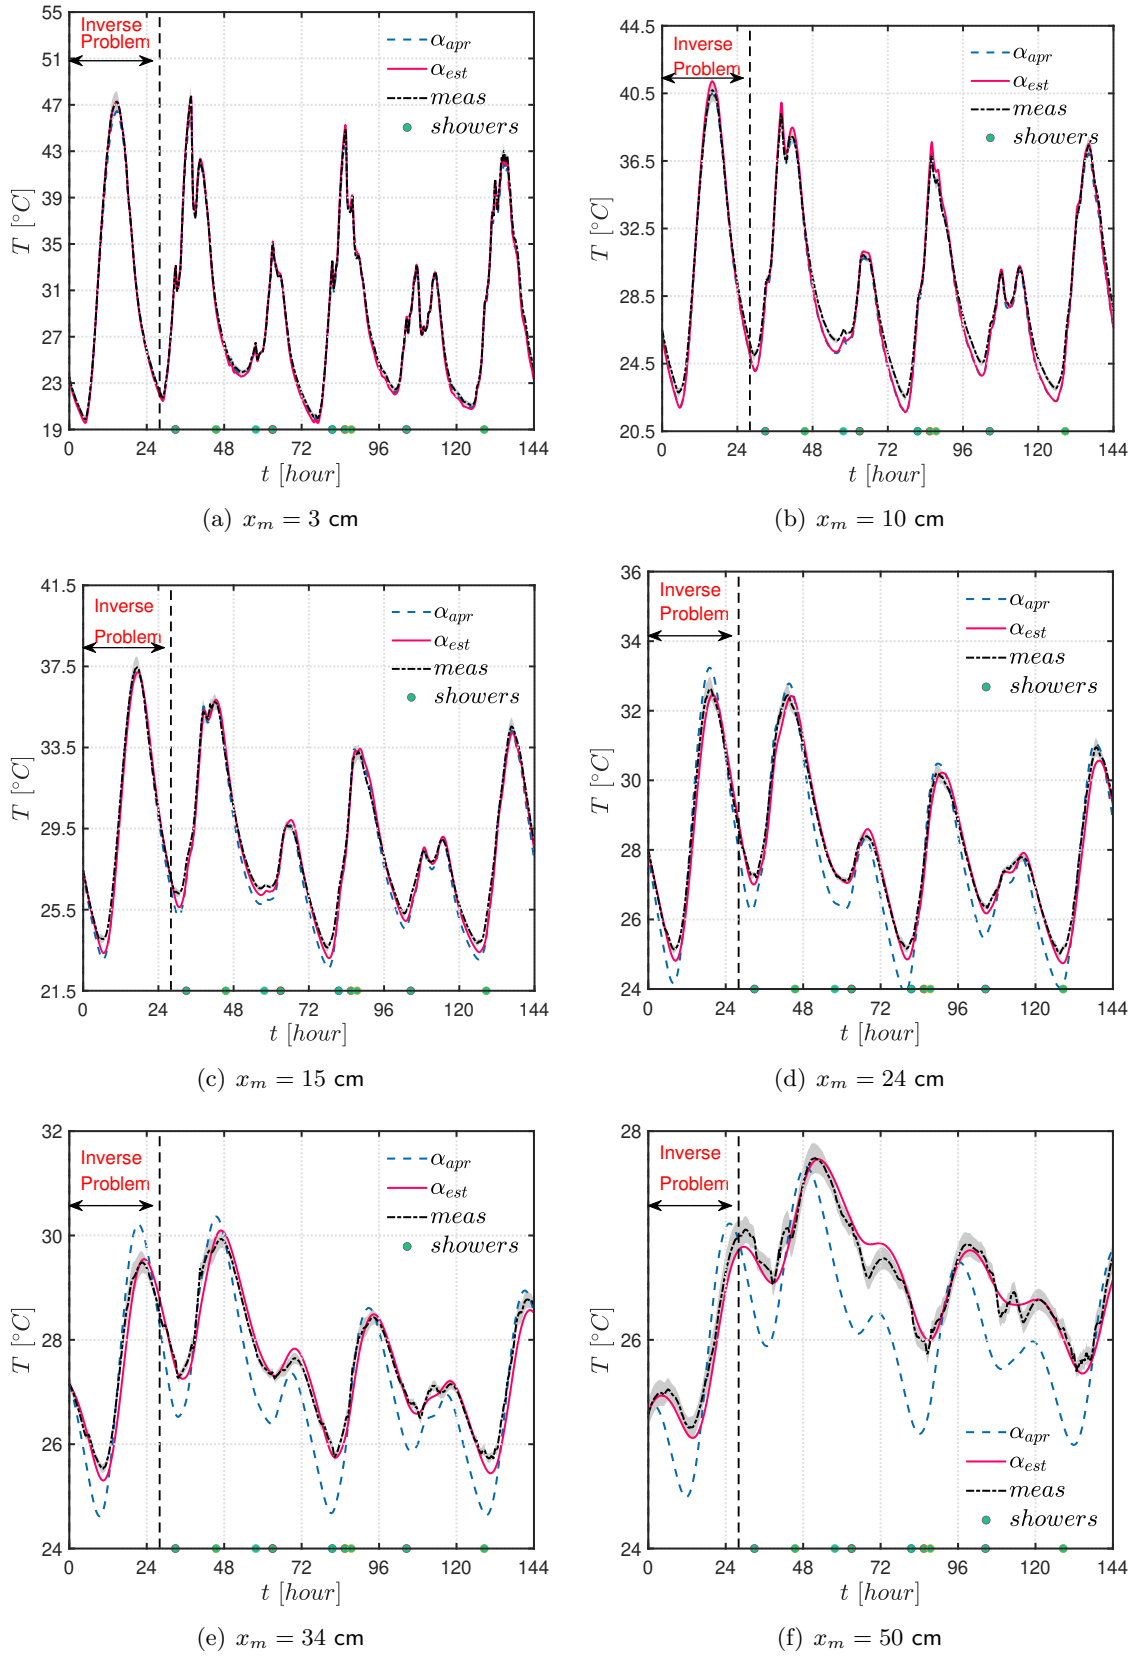 55
51
47
43
39
35
31
27
23
19
T [°C]
Inverse
Problem
α_apr
α_est
meas
showers
0 24 48 72 96 120 144
t [hour]
(a) x_m = 3 cm
44.5
40.5
36.5
32.5
28.5
24.5
20.5
T [°C]
Inverse
Problem
α_apr
α_est
meas
showers
0 24 48 72 96 120 144
t [hour]
(b) x_m = 10 cm
41.5
37.5
33.5
29.5
25.5
21.5
T [°C]
Inverse
Problem
α_apr
α_est
meas
showers
0 24 48 72 96 120 144
t [hour]
(c) x_m = 15 cm
36
34
32
30
28
26
24
T [°C]
Inverse
Problem
α_apr
α_est
meas
showers
0 24 48 72 96 120 144
t [hour]
(d) x_m = 24 cm
32
30
28
26
24
T [°C]
Inverse
Problem
α_apr
α_est
meas
showers
0 24 48 72 96 120 144
t [hour]
(e) x_m = 34 cm
28
26
24
T [°C]
Inverse
Problem
α_apr
α_est
meas
showers
0 24 48 72 96 120 144
t [hour]
(f) x_m = 50 cm